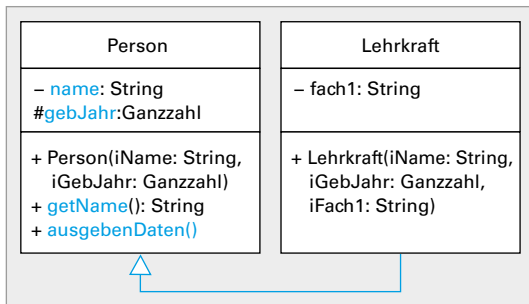 Person
– name: String
#gebJahr:Ganzzahl
+ Person(iName: String,
iGebJahr: Ganzzahl)
+ getName(): String
+ ausgebenDaten()
Lehrkraft
– fach1: String
+ Lehrkraft(iName: String,
iGebJahr: Ganzzahl,
iFach1: String)